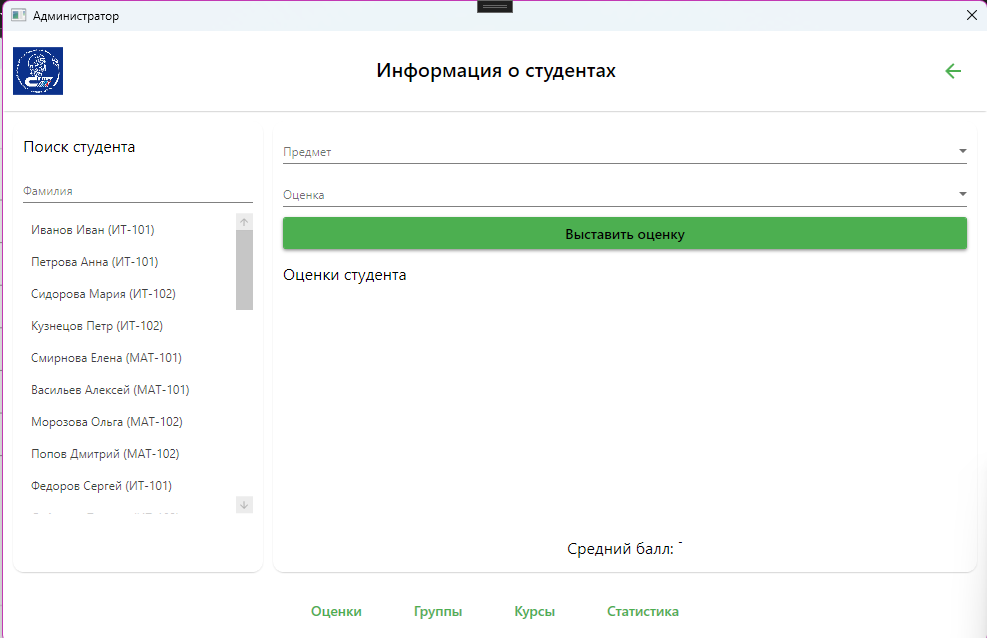 Администратор
Информация о студентах
Поиск студента
Фамилия
Иванов Иван (ИТ-101)
Петрова Анна (ИТ-101)
Сидорова Мария (ИТ-102)
Кузнецов Петр (ИТ-102)
Смирнова Елена (МАТ-101)
Васильев Алексей (МАТ-101)
Морозова Ольга (МАТ-102)
Попов Дмитрий (МАТ-102)
Федоров Сергей (ИТ-101)
Предмет
Оценка
Выставить оценку
Оценки студента
Средний балл: -
Оценки Группы Курсы Статистика